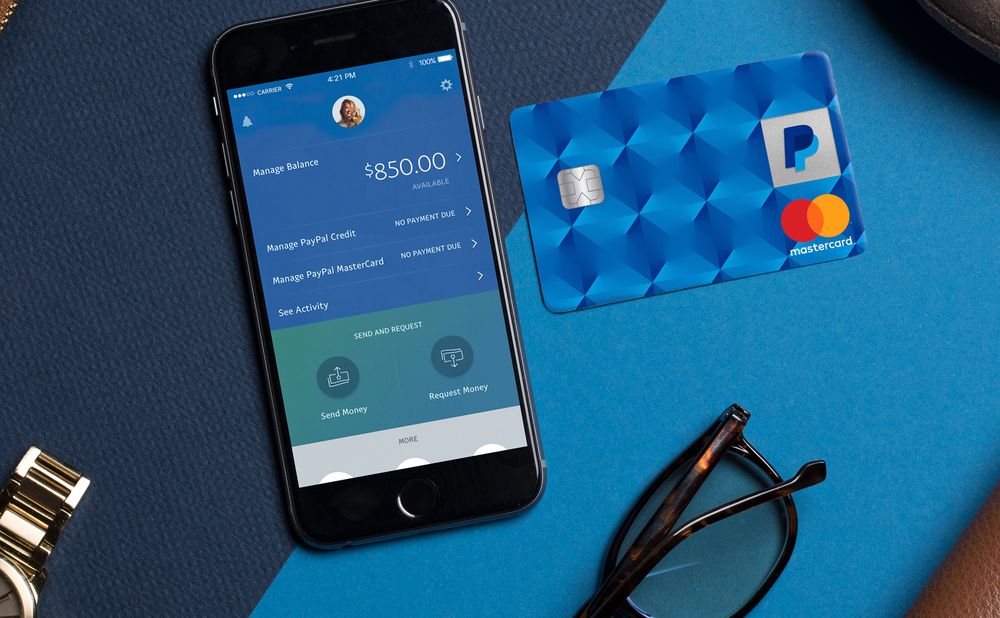 CARRIER
4:21 PM
100%
Manage Balance
$850.00
AVAILABLE
Manage PayPal Credit
NO PAYMENT DUE
Manage PayPal MasterCard
NO PAYMENT DUE
See Activity
SEND AND REQUEST
Send Money
Request Money
MORE
P
mastercard